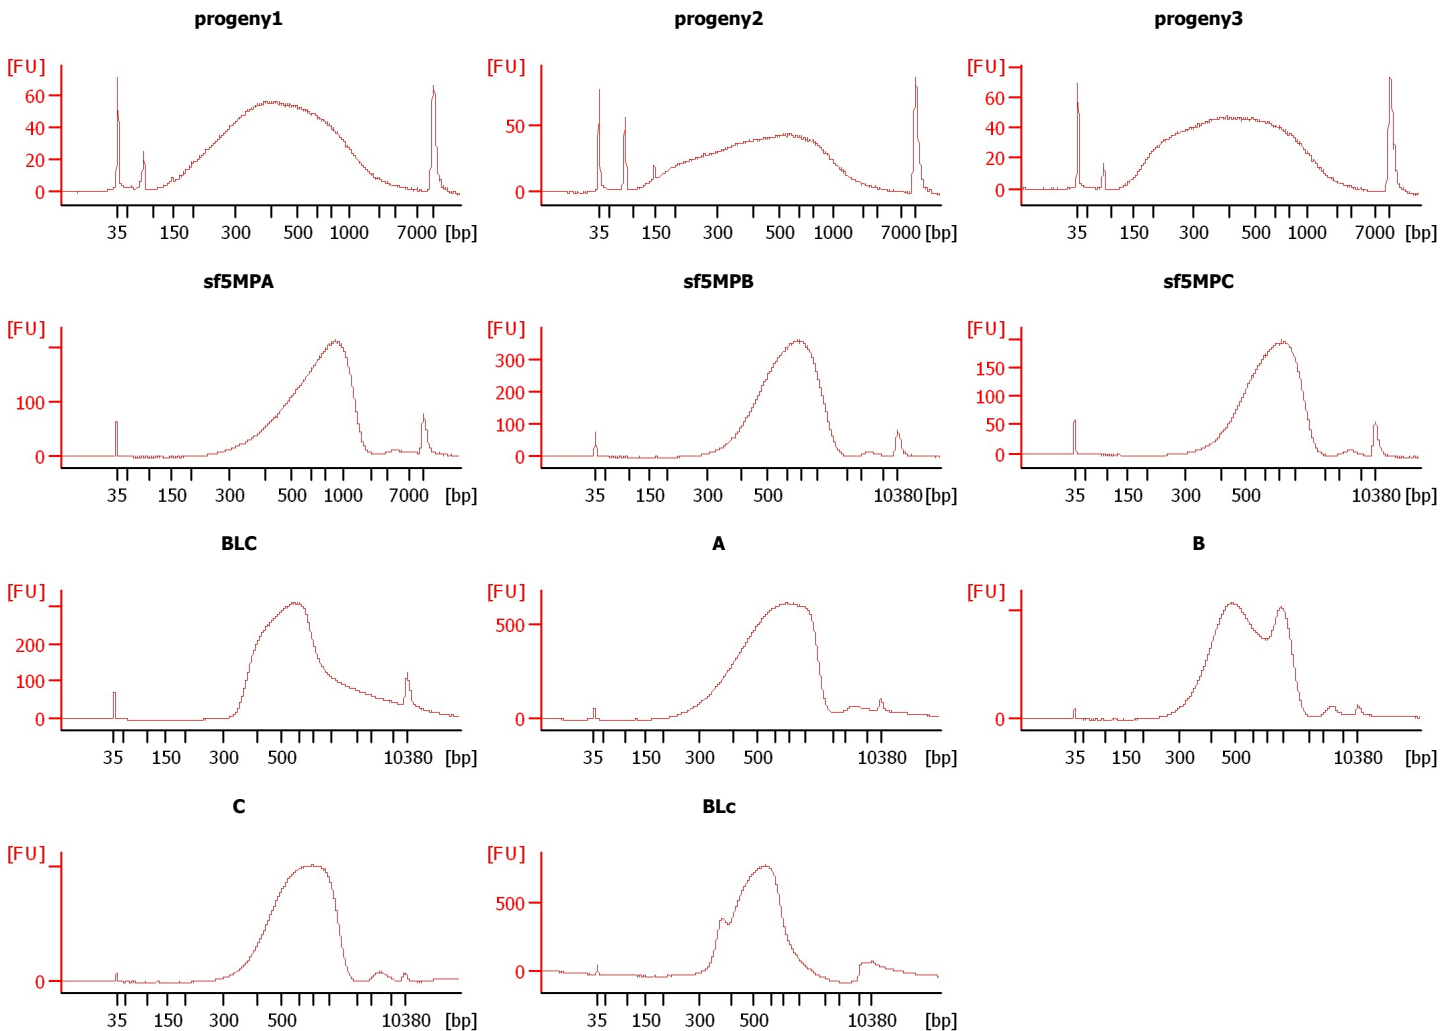 progeny1 progeny2 progeny3
[FU] [FU] [FU]
60 60
50
40 40
20 20
0 0 0
35 150 300 500 1000 7000 [bp] 35 150 300 500 1000 7000 [bp] 35 150 300 500 1000 7000 [bp]
sf5MPA sf5MPB sf5MPC
[FU] [FU] [FU]
300
150
200
100 100 100
50
0 0 0
35 150 300 500 1000 7000 [bp] 35 150 300 500 10380 [bp] 35 150 300 500 10380 [bp]
BLC A B
[FU] [FU] [FU]
500
200
100
0 0 0
35 150 300 500 10380 [bp] 35 150 300 500 10380 [bp] 35 150 300 500 10380 [bp]
C BLc
[FU] [FU]
500
0 0
35 150 300 500 10380 [bp] 35 150 300 500 10380 [bp]